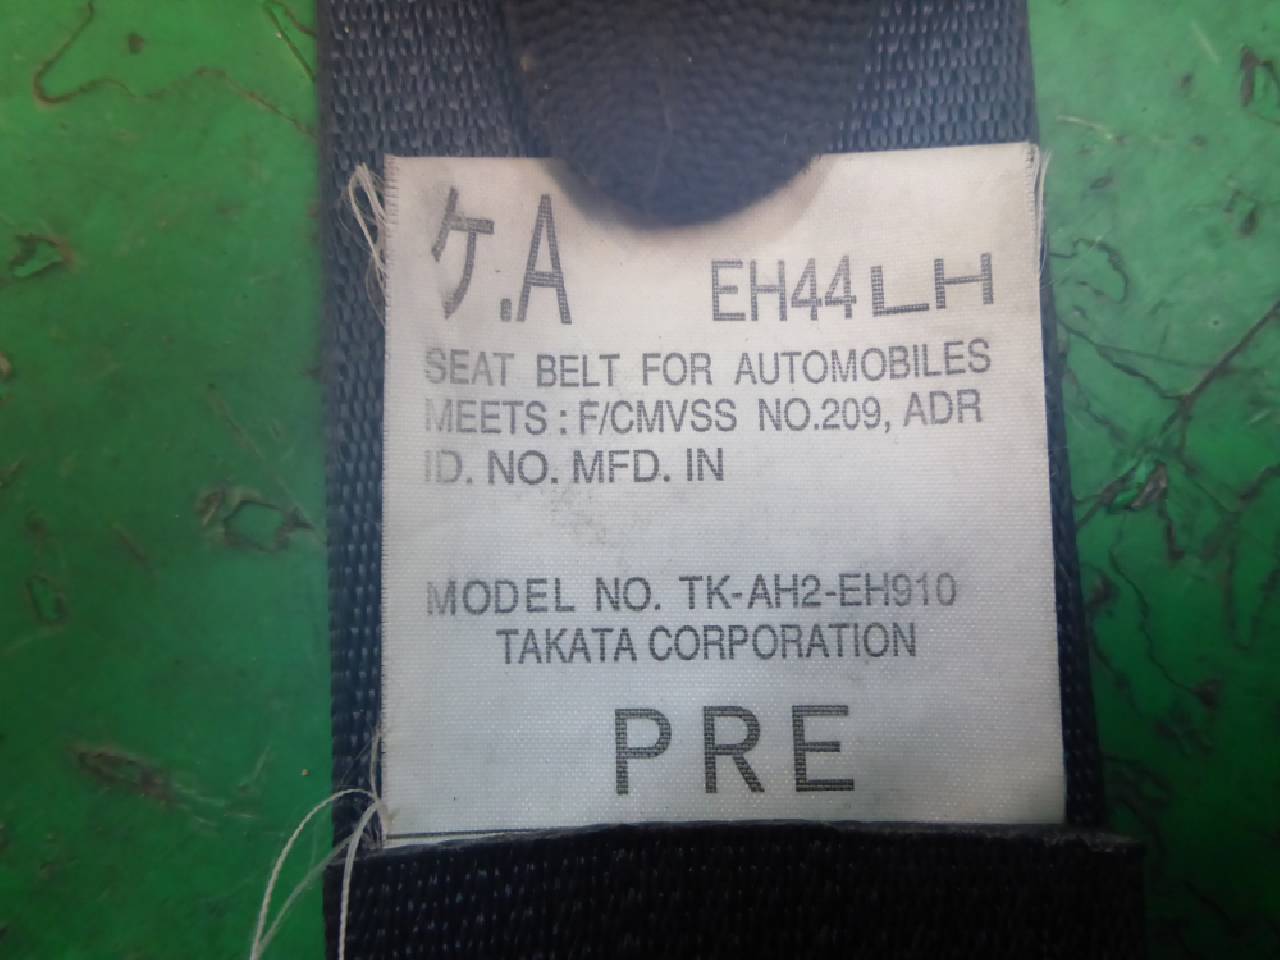 ケ.A EH44LH
SEAT BELT FOR AUTOMOBILES
MEETS : F/CMVSS NO.209, ADR
ID. NO. MFD. IN
MODEL NO. TK-AH2-EH910
TAKATA CORPORATION
PRE